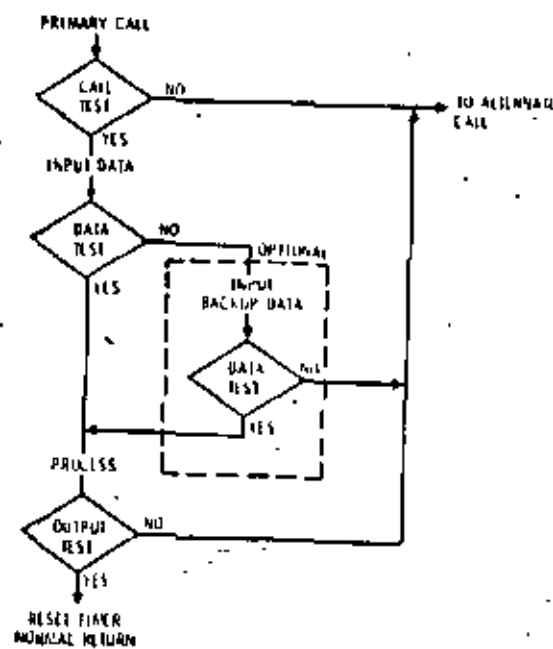 PRIMARY CALL
CALL
TEST
NO
TO ALTERNATE
CALL
YES
INPUT DATA
DATA
TEST
NO
OPTIONAL
YES
INPUT
BACKUP DATA
DATA
TEST
NO
YES
PROCESS
OUTPUT
TEST
NO
YES
RESET TIMER
NORMAL RETURN